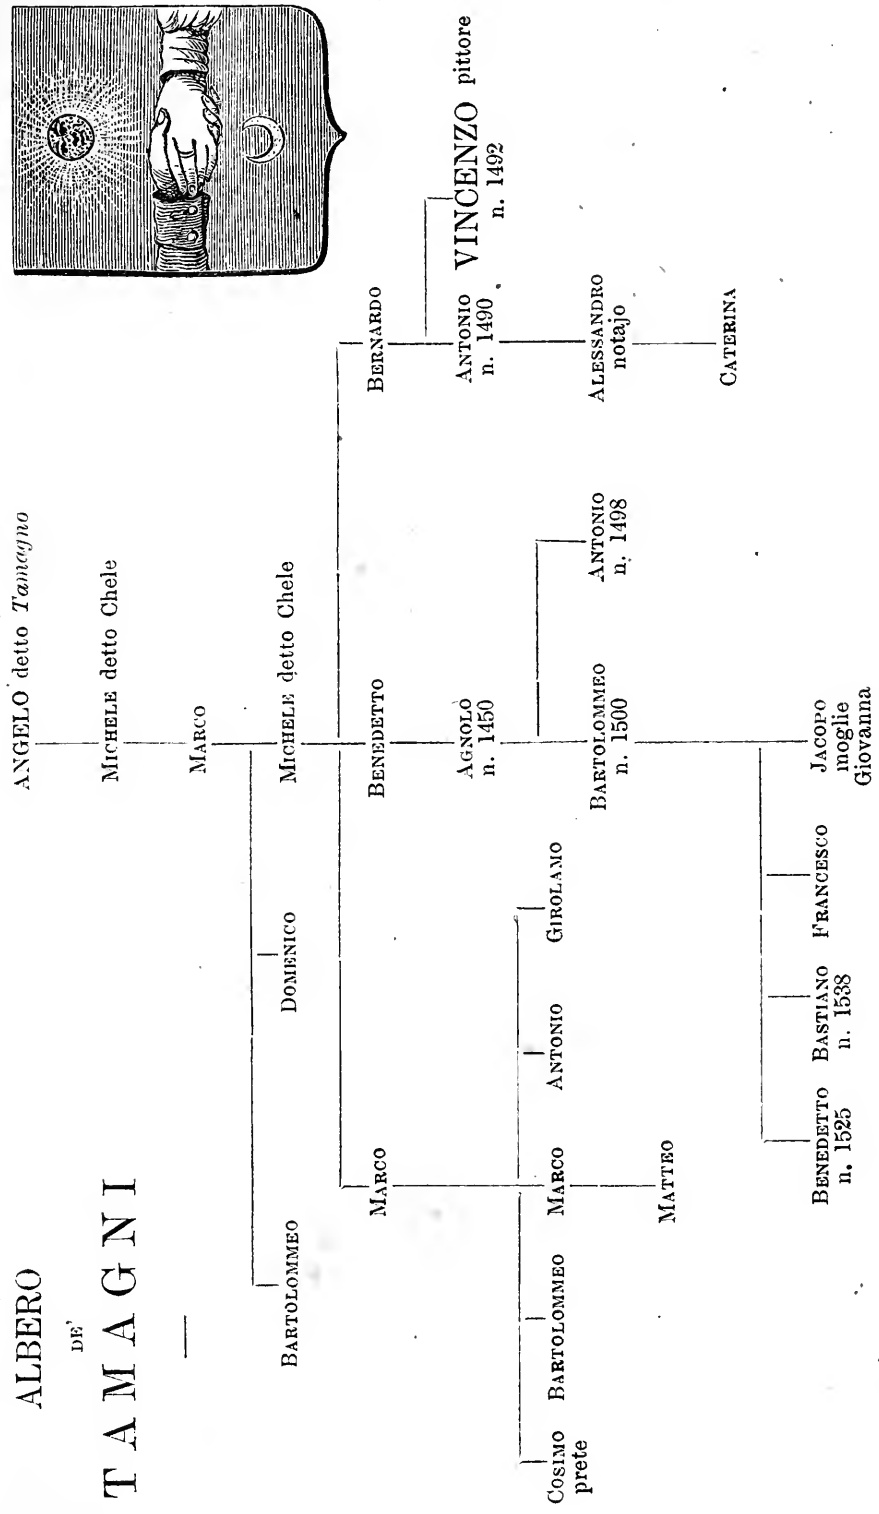 ALBERO
DE'
TAMAGNI
ANGELO detto Tamagno
MICHELE detto Chele
MARCO
BARTOLOMMEO
DOMENICO
MICHELE detto Chele
MARCO
BENEDETTO
BERNARDO
AGNOLO
n. 1450
ANTONIO
n. 1490
VINCENZO pittore
n. 1492
COSIMO
prete
BARTOLOMMEO
MARCO
ANTONIO
GIROLAMO
BARTOLOMMEO
n. 1500
ANTONIO
n. 1498
ALESSANDRO
notajo
MATTEO
CATERINA
BENEDETTO
n. 1525
BASTIANO
n. 1538
FRANCESCO
JACOPO
moglie
Giovanna